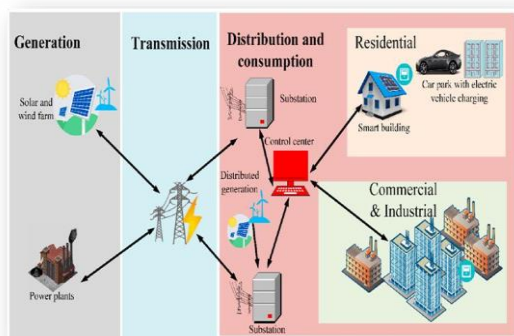 Generation
Transmission
Distribution and
consumption
Residential
Solar and
wind farm
Substation
Car park with electric
vehicle charging
Smart building
Control center
Distributed
generation
Commercial
& Industrial
Power plants
Substation